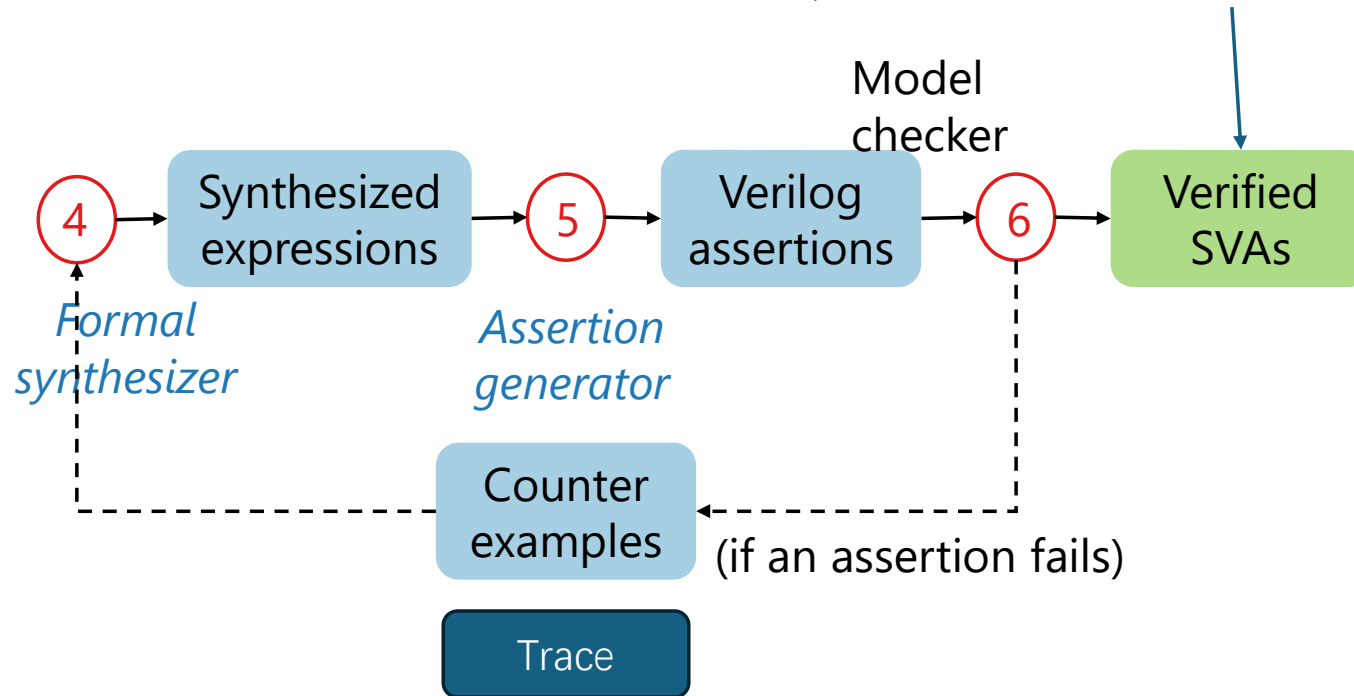 Model
checker
4
Synthesized
expressions
5
Verilog
assertions
6
Verified
SVAs
Formal
synthesizer
Assertion
generator
Counter
examples
(if an assertion fails)
Trace